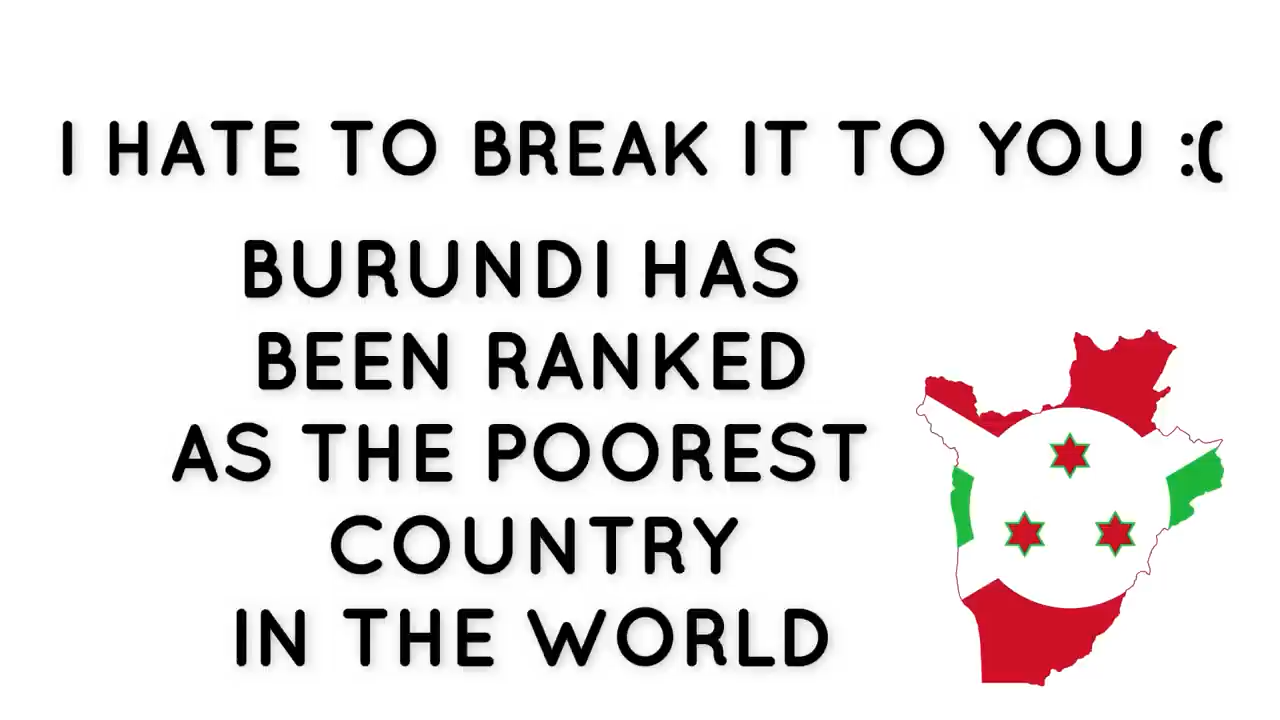 I HATE TO BREAK IT TO YOU :(
BURUNDI HAS
BEEN RANKED
AS THE POOREST
COUNTRY
IN THE WORLD